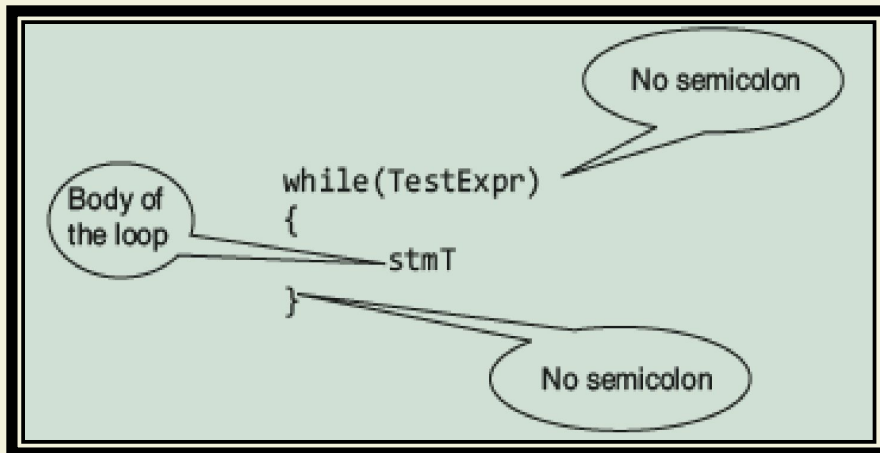 No semicolon
while(TestExpr)
Body of
the loop
{
stmT
}
No semicolon